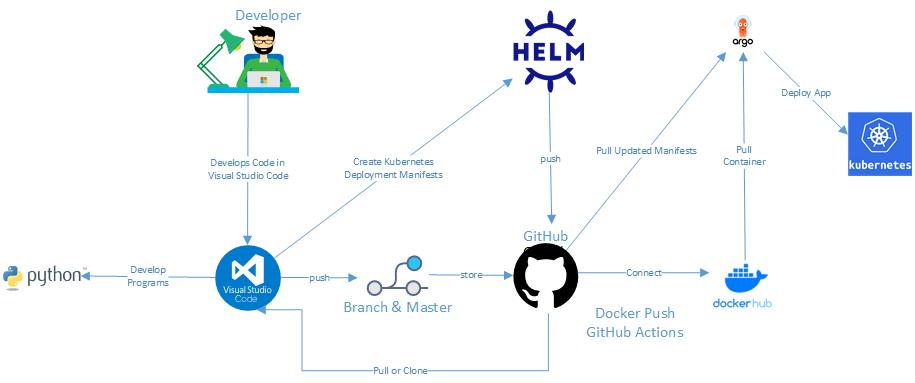 Developer
HELM
argo
Deploy App
kubernetes
Develops Code in
Visual Studio Code
Create Kubernetes
Deployment Manifests
push
Pull Updated Manifests
Pull
Container
GitHub
python
Develop
Programs
Visual Studio
Code
push
Branch & Master
store
Connect
docker hub
Docker Push
GitHub Actions
Pull or Clone